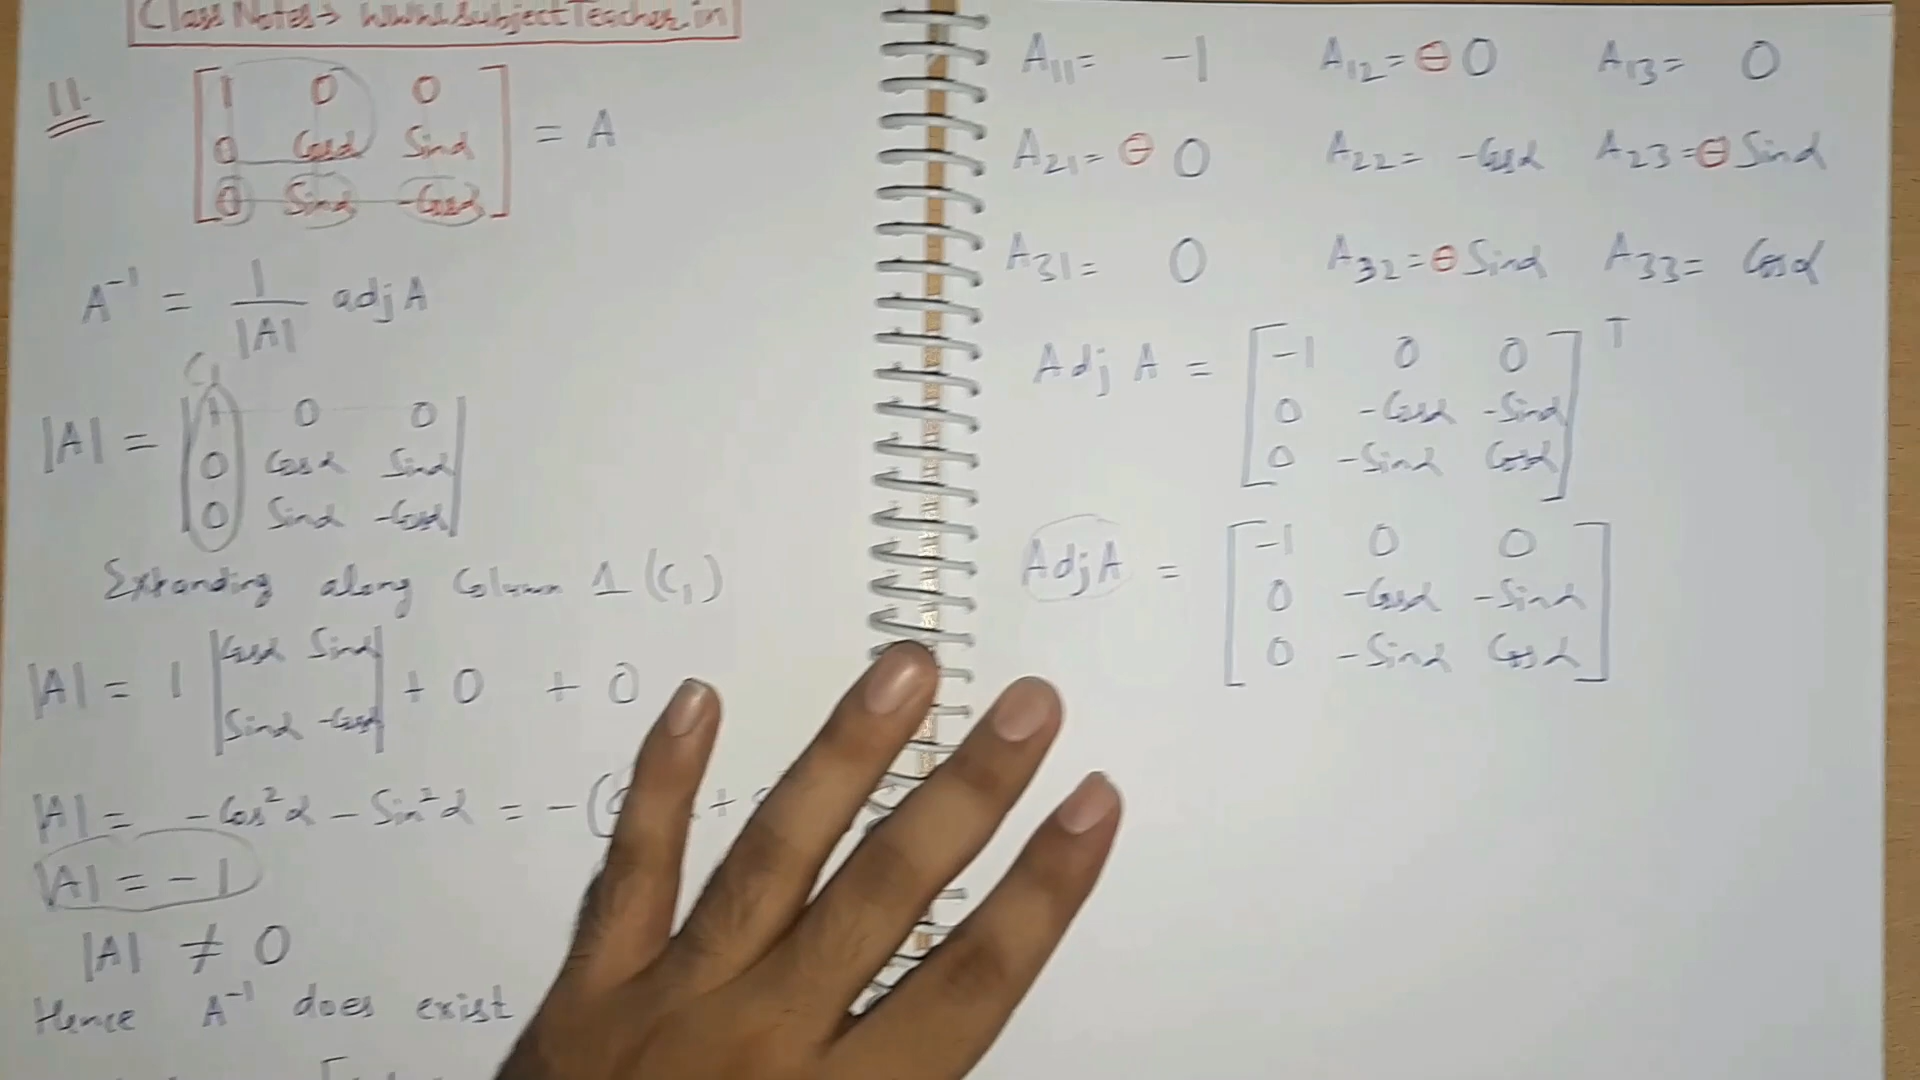 Class Notes → www.subjectTeacher.in
11.
[1 0 0
0 Cosα Sinα
0 Sinα -Cosα] = A
A⁻¹ = 1/|A| adj A
C₁
|A| = |1 0 0
0 Cosα Sinα
0 Sinα -Cosα|
Expanding along Column 1 (C₁)
|A| = 1 |Cosα Sinα
Sinα -Cosα| + 0 + 0
|A| = -Cos²α - Sin²α = -(
|A| = -1
|A| ≠ 0
Hence A⁻¹ does exist
A₁₁ = -1 A₁₂ = ⊖ 0 A₁₃ = 0
A₂₁ = ⊖ 0 A₂₂ = -Cosα A₂₃ = ⊖ Sinα
A₃₁ = 0 A₃₂ = ⊖ Sinα A₃₃ = Cosα
Adj A = [-1 0 0
0 -Cosα -Sinα
0 -Sinα Cosα]ᵀ
Adj A = [-1 0 0
0 -Cosα -Sinα
0 -Sinα Cosα]